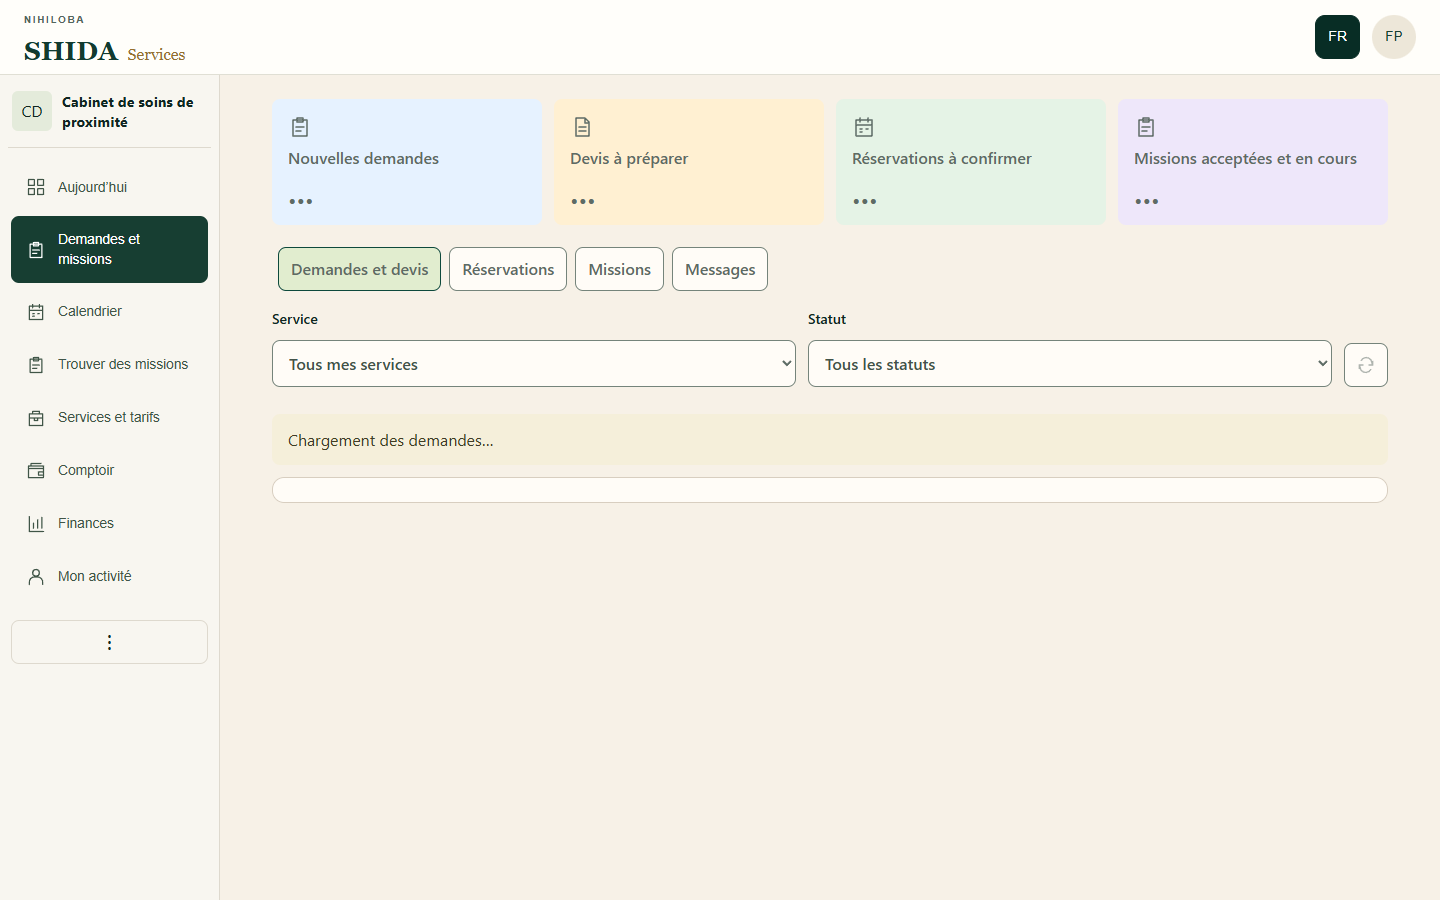 NIHILOBA
SHIDA Services
FR
FP
CD
Cabinet de soins de
proximité
Aujourd'hui
Demandes et
missions
Calendrier
Trouver des missions
Services et tarifs
Comptoir
Finances
Mon activité
Nouvelles demandes
•••
Devis à préparer
•••
Réservations à confirmer
•••
Missions acceptées et en cours
•••
Demandes et devis
Réservations
Missions
Messages
Service
Statut
Tous mes services
Tous les statuts
Chargement des demandes...